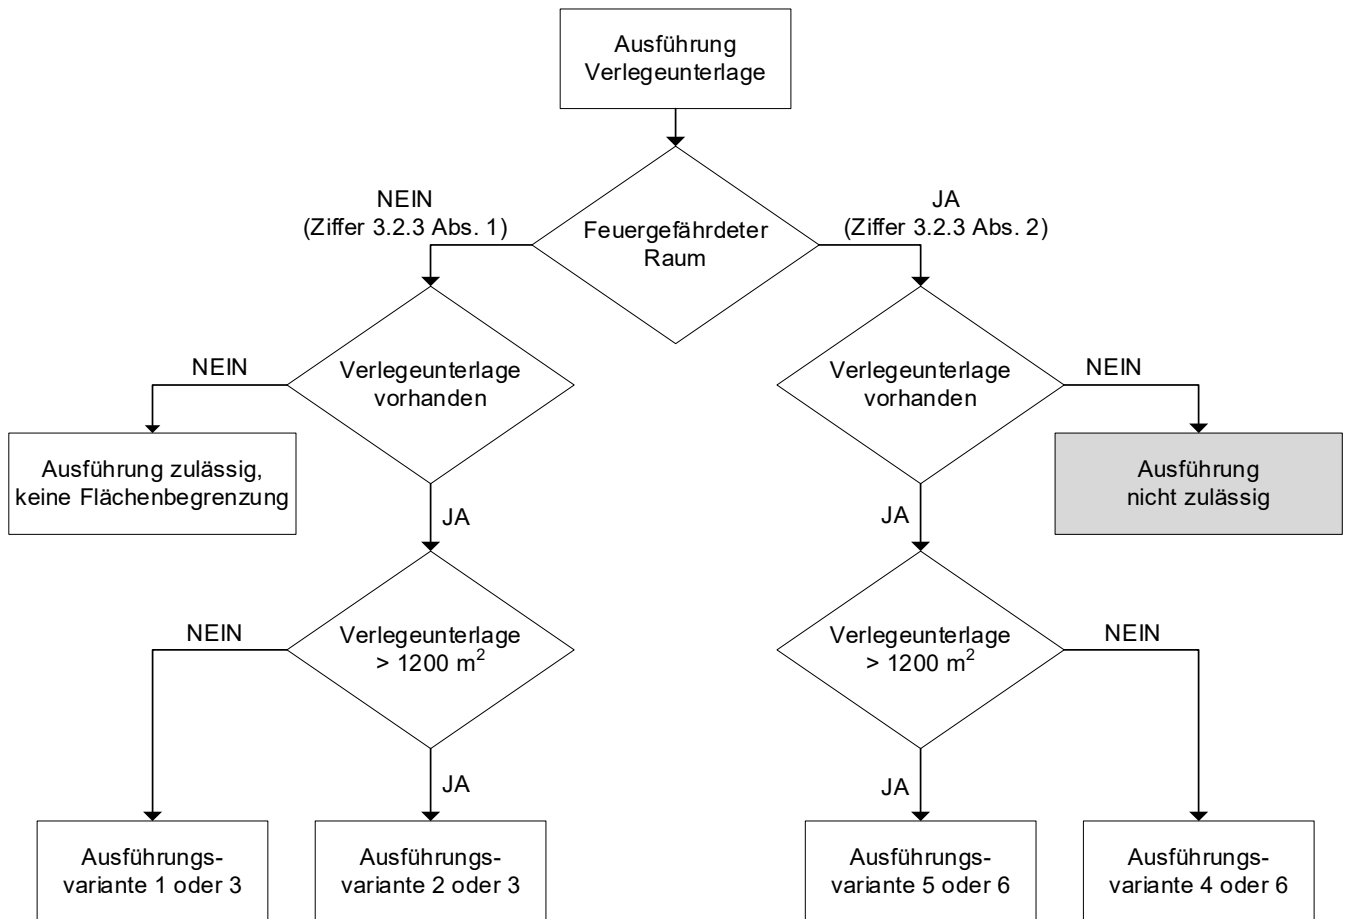 Ausführung
Verlegeunterlage
NEIN
(Ziffer 3.2.3 Abs. 1)
JA
(Ziffer 3.2.3 Abs. 2)
Feuergefährdeter
Raum
NEIN
Verlegeunterlage
vorhanden
Verlegeunterlage
vorhanden
NEIN
Ausführung zulässig,
keine Flächenbegrenzung
Ausführung
nicht zulässig
JA
JA
NEIN
Verlegeunterlage
> 1200 m²
Verlegeunterlage
> 1200 m²
NEIN
JA
JA
Ausführungs-
variante 1 oder 3
Ausführungs-
variante 2 oder 3
Ausführungs-
variante 5 oder 6
Ausführungs-
variante 4 oder 6